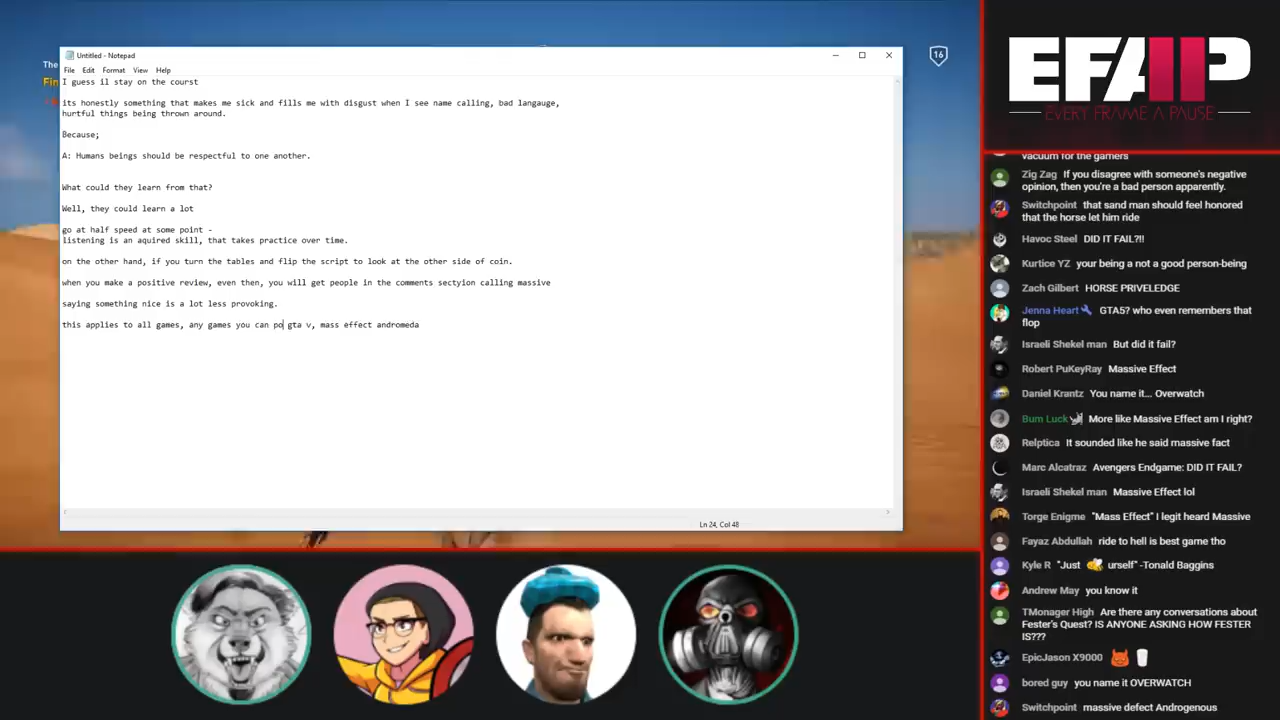 The
Fin
16
Untitled - Notepad
File Edit Format View Help
I guess il stay on the courst
its honestly something that makes me sick and fills me with disgust when I see name calling, bad langauge,
hurtful things being thrown around.
Because;
A: Humans beings should be respectful to one another.
What could they learn from that?
Well, they could learn a lot
go at half speed at some point -
listening is an aquired skill, that takes practice over time.
on the other hand, if you turn the tables and flip the script to look at the other side of coin.
when you make a positive review, even then, you will get people in the comments sectyion calling massive
saying something nice is a lot less provoking.
this applies to all games, any games you can po gta v, mass effect andromeda
Ln 24, Col 48
EFAP
EVERY FRAME A PAUSE
vacuum for the gamers
Zig Zag If you disagree with someone's negative
opinion, then you're a bad person apparently.
Switchpoint that sand man should feel honored
that the horse let him ride
Havoc Steel DID IT FAIL?!!
Kurtice YZ your being a not a good person-being
Zach Gilbert HORSE PRIVELEDGE
Jenna Heart GTA5? who even remembers that
flop
Israeli Shekel man But did it fail?
Robert PuKeyRay Massive Effect
Daniel Krantz You name it... Overwatch
Bum Luck More like Massive Effect am I right?
Relptica It sounded like he said massive fact
Marc Alcatraz Avengers Endgame: DID IT FAIL?
Israeli Shekel man Massive Effect lol
Torge Enigme "Mass Effect" I legit heard Massive
Fayaz Abdullah ride to hell is best game tho
Kyle R "Just urself" -Tonald Baggins
Andrew May you know it
TManager High Are there any conversations about
Fester's Quest? IS ANYONE ASKING HOW FESTER
IS???
EpicJason X9000
bored guy you name it OVERWATCH
Switchpoint massive defect Androgenous